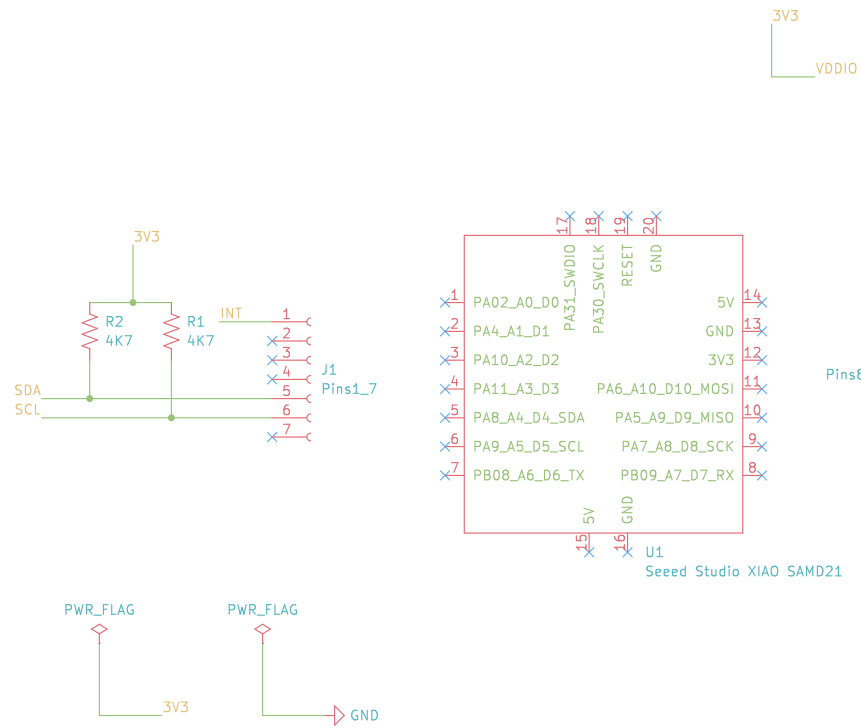 3V3
VDDIO
17 18 19 20
PA31_SWDIO PA30_SWCLK RESET GND
3V3
1 PA02_A0_D0 5V 14
INT 1
R2 4K7
R1 4K7
2
2 PA4_A1_D1 GND 13
3
3 PA10_A2_D2 3V3 12
4
J1
Pins1_7
Pins8
4 PA11_A3_D3 PA6_A10_D10_MOSI 11
SDA 5
SCL 6
5 PA8_A4_D4_SDA PA5_A9_D9_MISO 10
7
6 PA9_A5_D5_SCL PA7_A8_D8_SCK 9
7 PB08_A6_D6_TX PB09_A7_D7_RX 8
5V GND
15 16
U1
Seeed Studio XIAO SAMD21
PWR_FLAG PWR_FLAG
3V3
GND